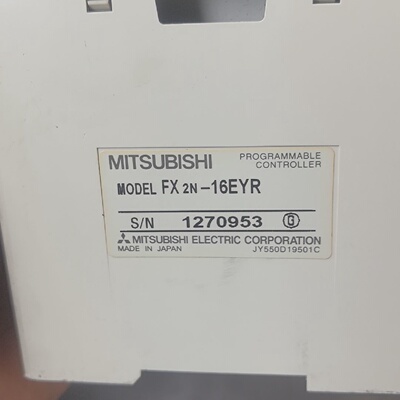 MITSUBISHI PROGRAMMABLE CONTROLLER
MODEL FX 2N-16EYR
S/N 1270953 G
MITSUBISHI ELECTRIC CORPORATION
MADE IN JAPAN JY550D19501C